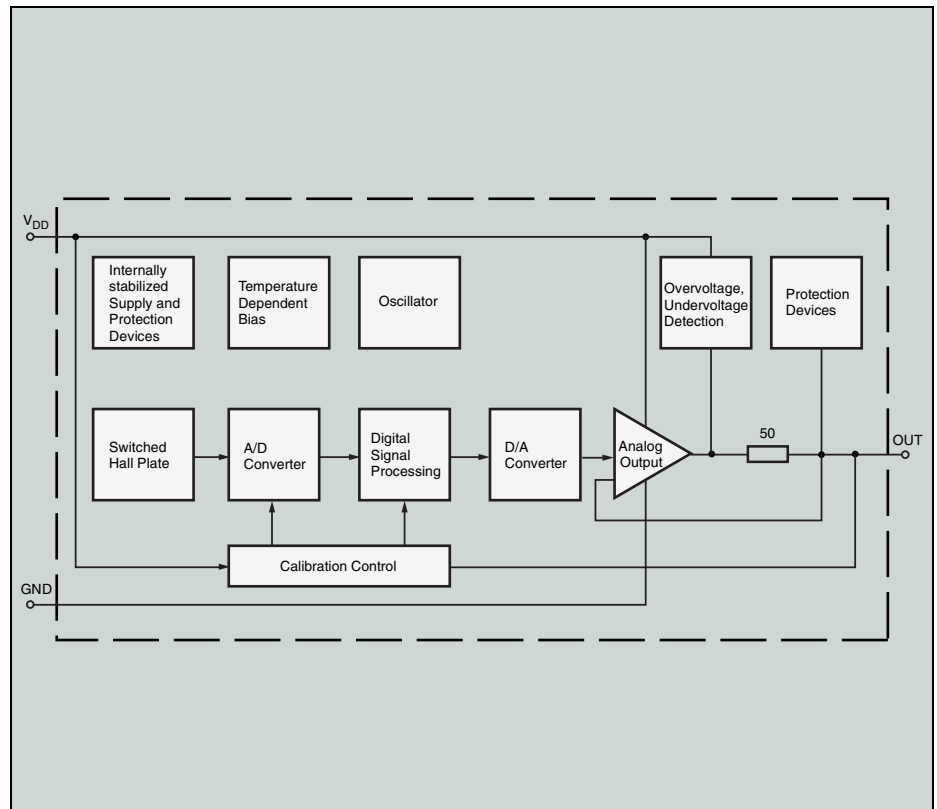 VDD
Internally
stabilized
Supply and
Protection
Devices
Temperature
Dependent
Bias
Oscillator
Overvoltage,
Undervoltage
Detection
Protection
Devices
Switched
Hall Plate
A/D
Converter
Digital
Signal
Processing
D/A
Converter
Analog
Output
50
OUT
Calibration Control
GND